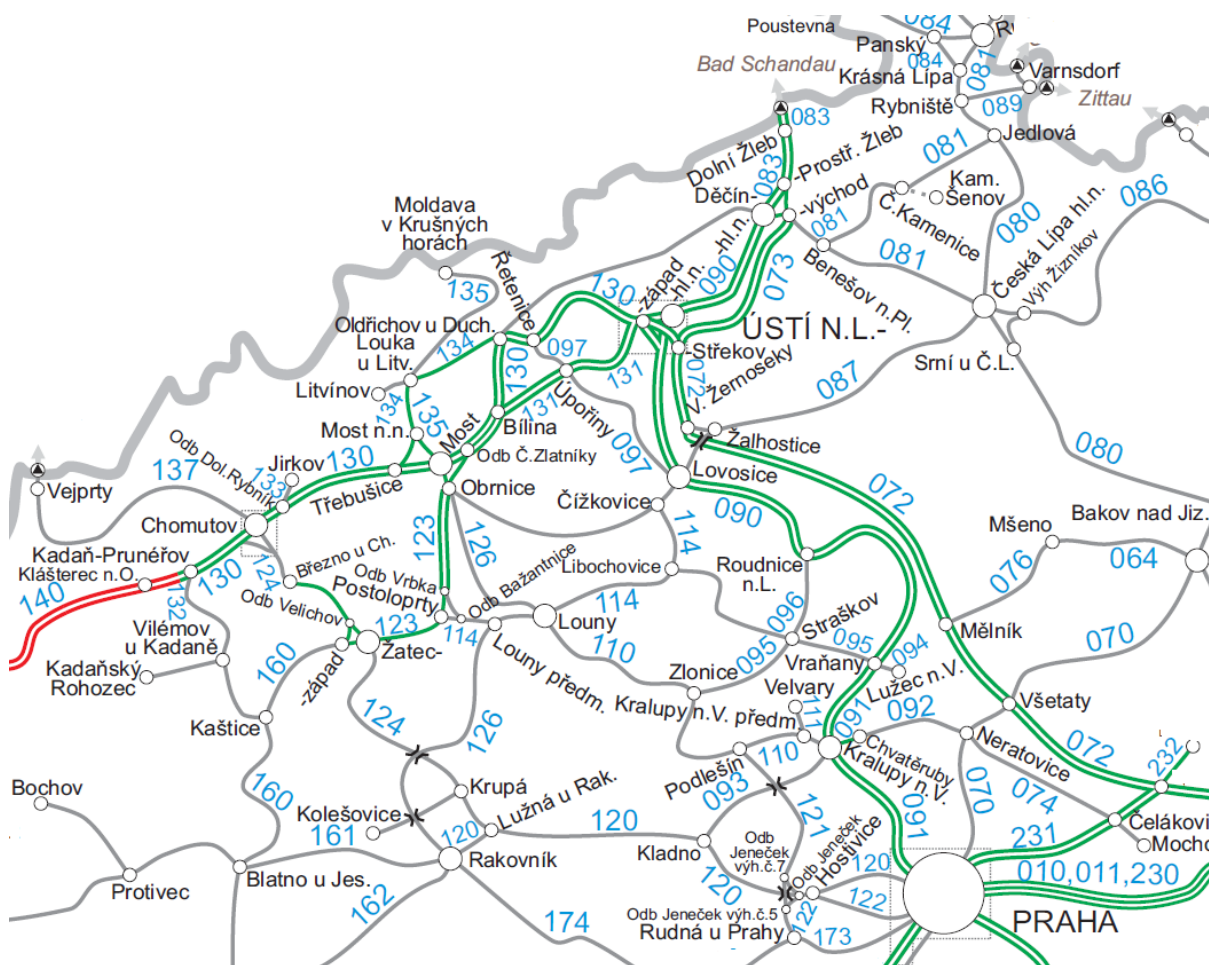 Poustevna
084
Panský
084
Krásná Lípa
081
Varnsdorf
Bad Schandau
Rybniště
089
Zittau
083
Jedlová
Dolní Žleb
083
-Prostř. Žleb
081
Děčín-
-východ
-hl.n.
081
Kam.
Šenov
Č.Kamenice
086
Moldava
v Krušných
horách
135
Řetenice
130
-západ
-hl.n.
090
073
Benešov n.Pl.
081
080
Česká Lípa hl.n.
Výh Žizníkov
ÚSTÍ N.L.-
-Střekov
Oldřichov u Duch.
Louka
u Litv.
134
130
097
131
131
072
V. Žernoseky
087
Srní u Č.L.
Litvínov
134
135
Úpořiny
097
Most n.n.
Most
Bílina
Odb Č.Zlatníky
Žalhostice
080
Odb Dol.Rybník
Jirkov
133
130
Třebušice
137
Vejprty
Obrnice
Lovosice
072
090
Chomutov
Čížkovice
Mšeno
Bakov nad Jiz.
Kadaň-Prunéřov
Klášterec n.O.
130
124
Březno u Ch.
123
126
114
Libochovice
Roudnice
n.L.
076
064
140
132
Odb Vrbka
Postoloprty
Odb Bažantnice
Odb Velichov
123
114
Louny
114
096
Straškov
Mělník
070
Vilémov
u Kadaně
160
Žatec-
-západ
Louny předm.
110
095
095
094
Vraňany
Lužec n.V.
Kadaňský
Rohozec
Zlonice
Velvary
111
Kralupy n.V. předm.
091
092
Všetaty
Kaštice
124
126
110
Chvatěruby
Kralupy n.V.
Neratovice
072
232
Podlešín
093
070
074
Bochov
160
Krupá
Kolešovice
161
120
Lužná u Rak.
120
121
091
231
Čelákovi
Mocho
Kladno
Odb
Jeneček
výh.č.7
Odb Jeneček
Hostivice
120
010,011,230
Protivec
Blatno u Jes.
Rakovník
120
122
162
174
Odb Jeneček výh.č.5
122
Rudná u Prahy
173
PRAHA